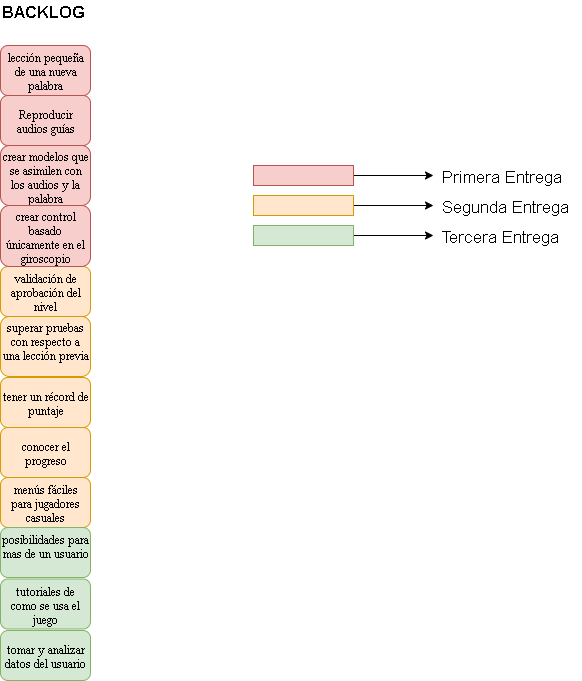 BACKLOG
lección pequeña
de una nueva
palabra
Reproducir
audios guías
crear modelos que
se asimilen con
los audios y la
palabra
crear control
basado
únicamente en el
giroscopio
validación de
aprobación del
nivel
superar pruebas
con respecto a
una lección previa
tener un récord de
puntaje
conocer el
progreso
menús fáciles
para jugadores
casuales
posibilidades para
mas de un usuario
tutoriales de
como se usa el
juego
tomar y analizar
datos del usuario
Primera Entrega
Segunda Entrega
Tercera Entrega